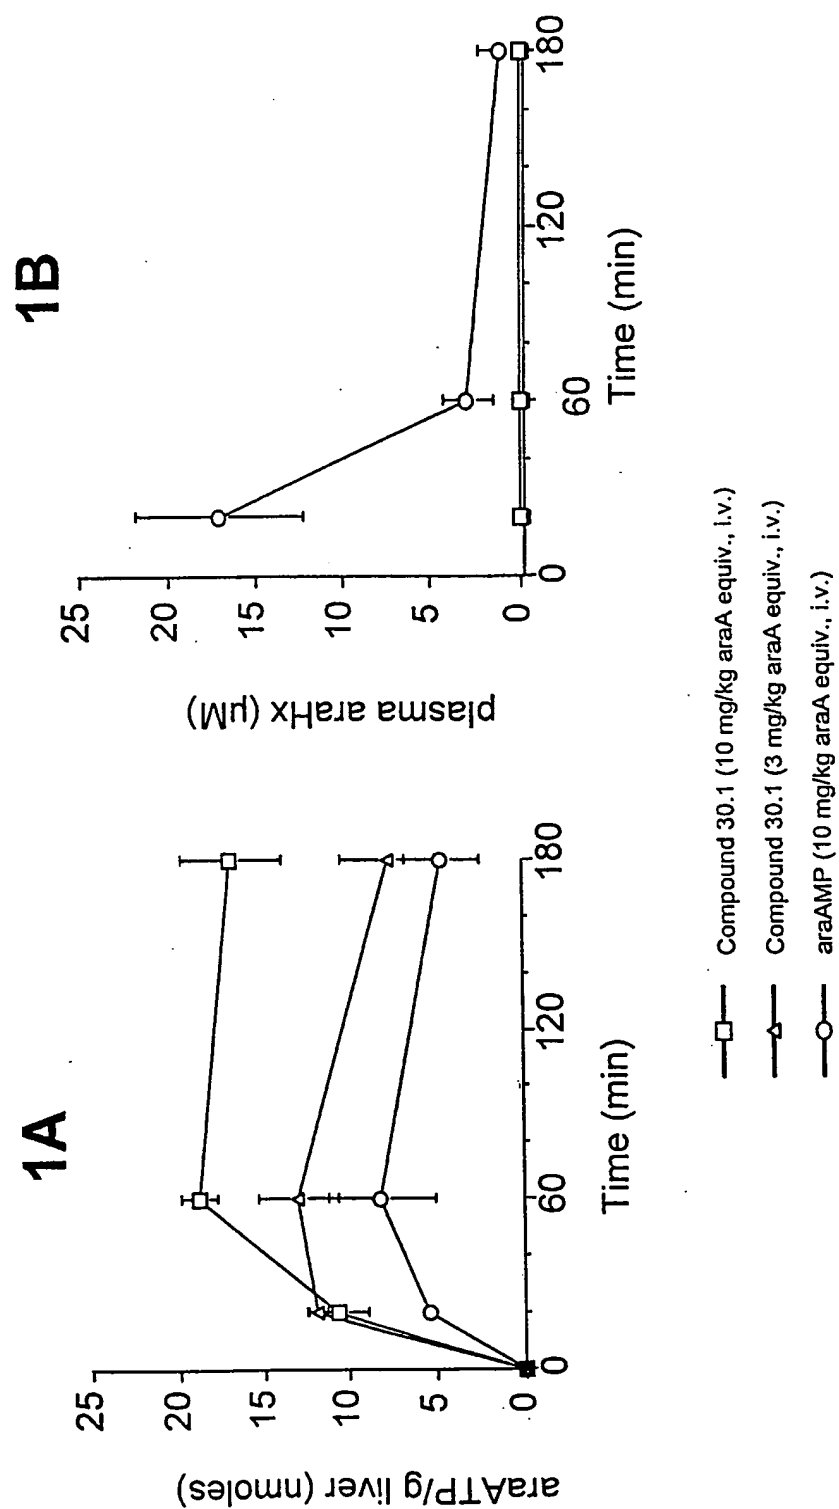 1A
araATP/g liver (nmoles)
25
20
15
10
5
0
0
60
120
180
Time (min)
1B
plasma araHx (µM)
25
20
15
10
5
0
0
60
120
180
Time (min)
Compound 30.1 (10 mg/kg araA equiv., i.v.)
Compound 30.1 (3 mg/kg araA equiv., i.v.)
araAMP (10 mg/kg araA equiv., i.v.)